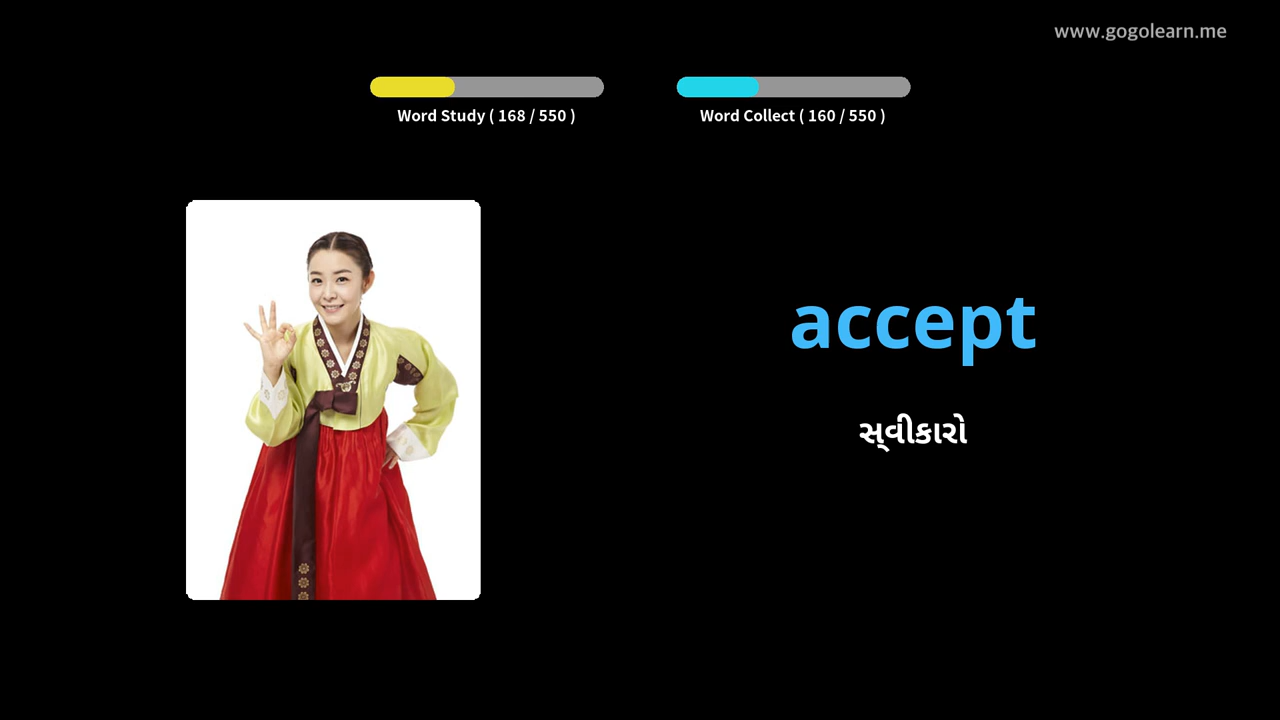 www.gogolearn.me
Word Study ( 168 / 550 )
Word Collect ( 160 / 550 )
accept
સ્વીકારો